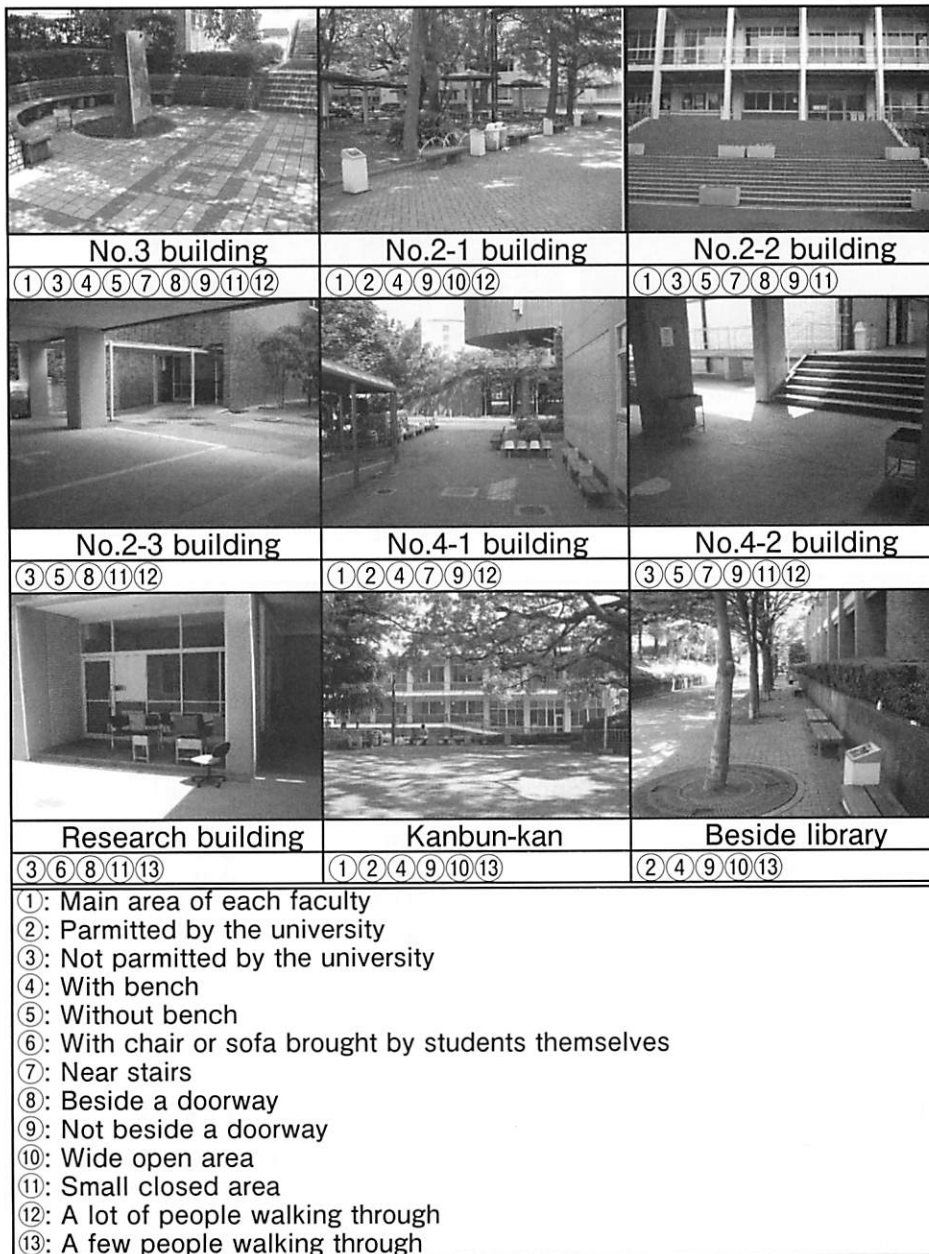 No.3 building
No.2-1 building
No.2-2 building
①③④⑤⑦⑧⑨⑪⑫
①②④⑨⑩⑫
①③⑤⑦⑧⑨⑪
No.2-3 building
No.4-1 building
No.4-2 building
③⑤⑧⑪⑫
①②④⑦⑨⑫
③⑤⑦⑨⑪⑫
Research building
Kanbun-kan
Beside library
③⑥⑧⑪⑬
①②④⑨⑩⑬
②④⑨⑩⑬
①: Main area of each faculty
②: Parmitted by the university
③: Not parmitted by the university
④: With bench
⑤: Without bench
⑥: With chair or sofa brought by students themselves
⑦: Near stairs
⑧: Beside a doorway
⑨: Not beside a doorway
⑩: Wide open area
⑪: Small closed area
⑫: A lot of people walking through
⑬: A few people walking through